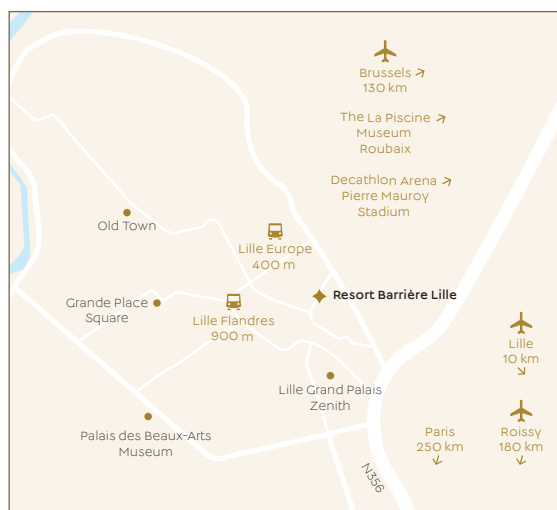 Brussels
130 km
The La Piscine
Museum
Roubaix
Decathlon Arena
Pierre Mauroy
Stadium
Old Town
Lille Europe
400 m
Resort Barrière Lille
Grande Place
Square
Lille Flandres
900 m
Lille
10 km
Lille Grand Palais
Zenith
Palais des Beaux-Arts
Museum
Paris
250 km
Roissy
180 km
N356